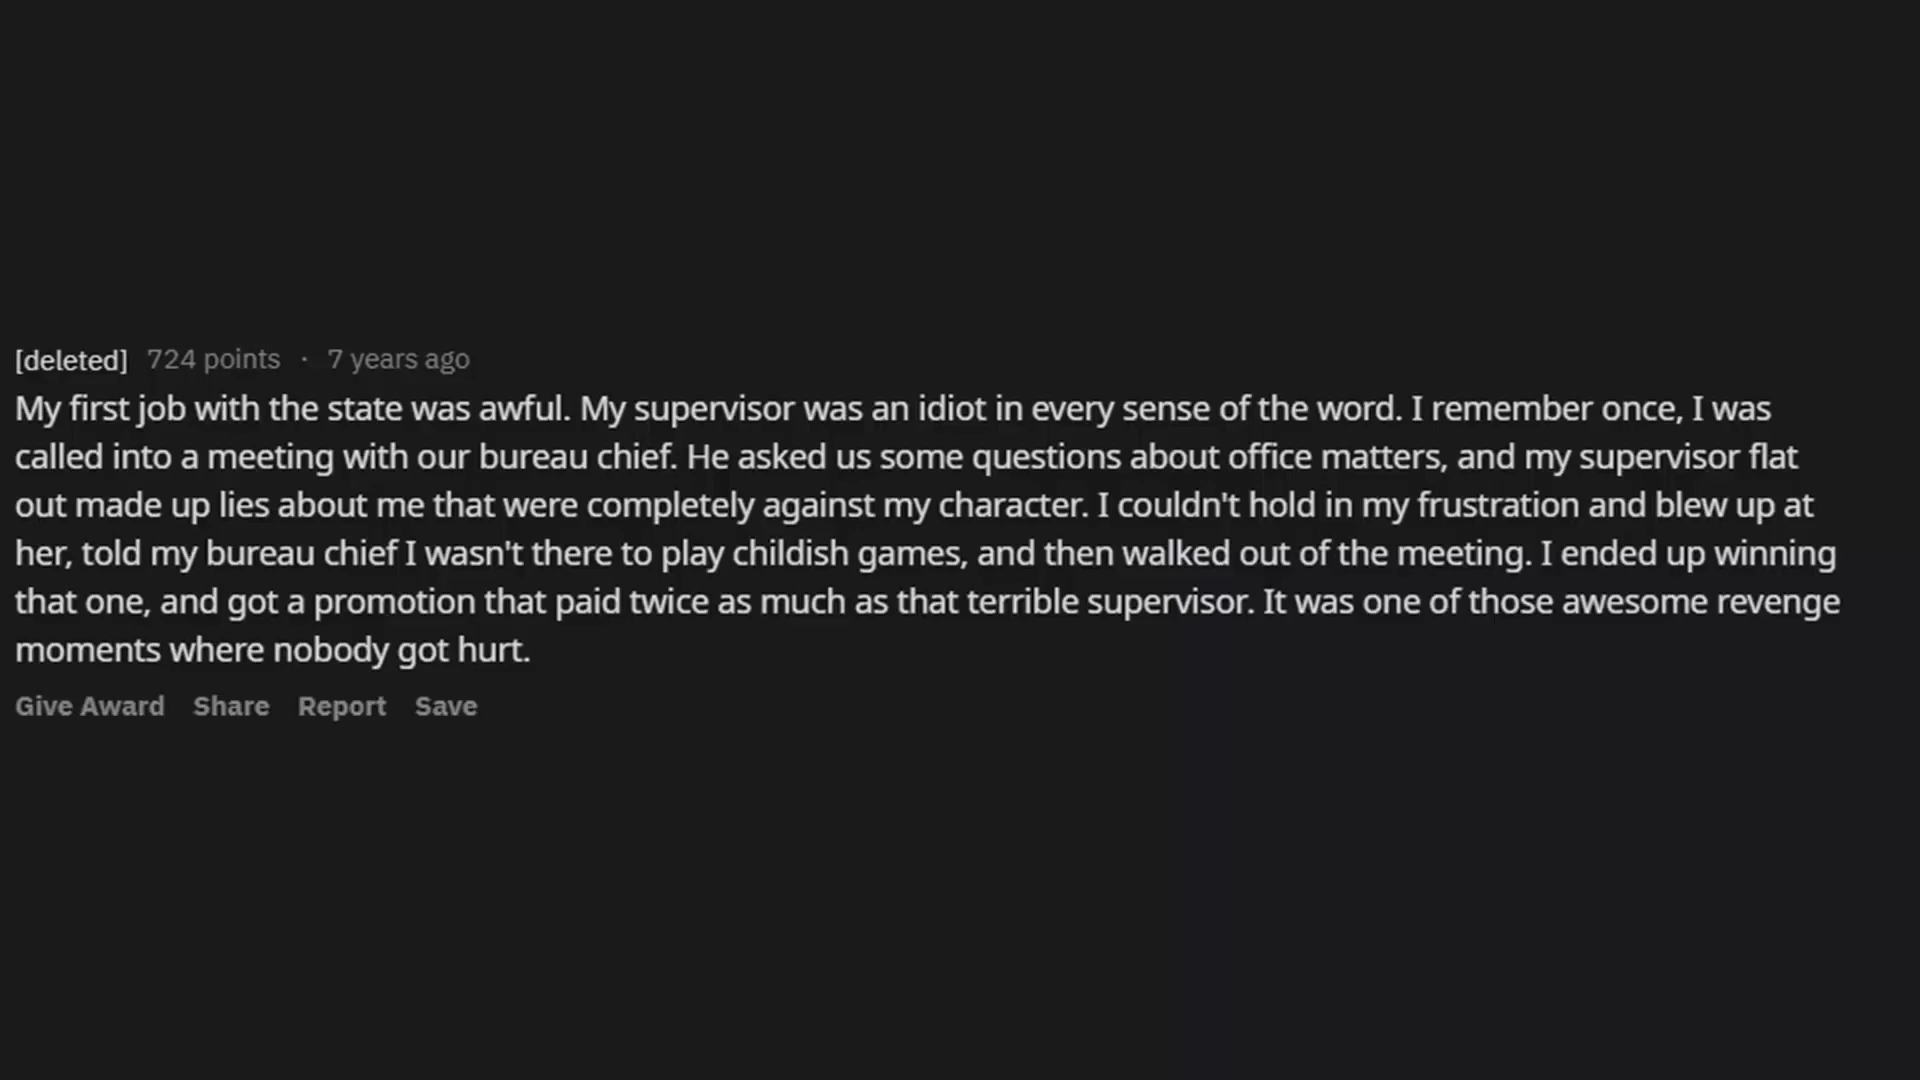 [deleted] 724 points · 7 years ago
My first job with the state was awful. My supervisor was an idiot in every sense of the word. I remember once, I was
called into a meeting with our bureau chief. He asked us some questions about office matters, and my supervisor flat
out made up lies about me that were completely against my character. I couldn't hold in my frustration and blew up at
her, told my bureau chief I wasn't there to play childish games, and then walked out of the meeting. I ended up winning
that one, and got a promotion that paid twice as much as that terrible supervisor. It was one of those awesome revenge
moments where nobody got hurt.
Give Award Share Report Save